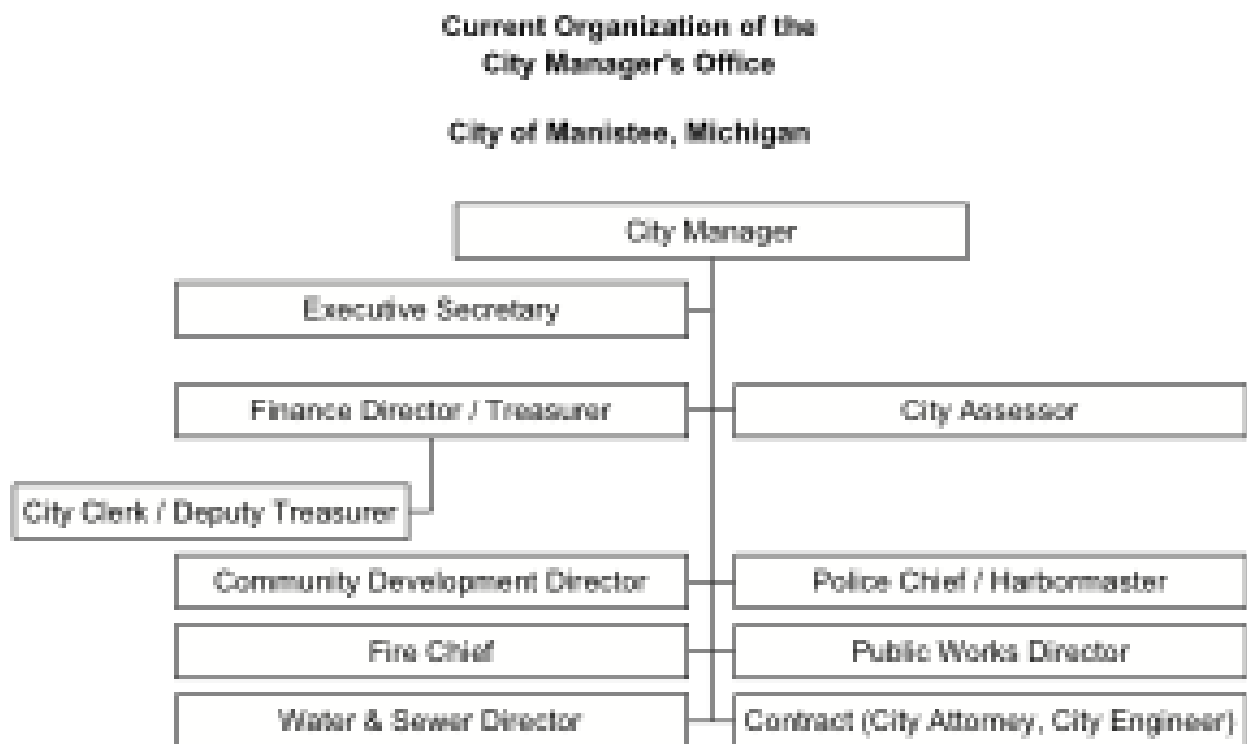 Current Organization of the
City Manager's Office
City of Manistee, Michigan
City Manager
Executive Secretary
Finance Director / Treasurer
City Assessor
City Clerk / Deputy Treasurer
Community Development Director
Police Chief / Harbormaster
Fire Chief
Public Works Director
Water & Sewer Director
Contract (City Attorney, City Engineer)